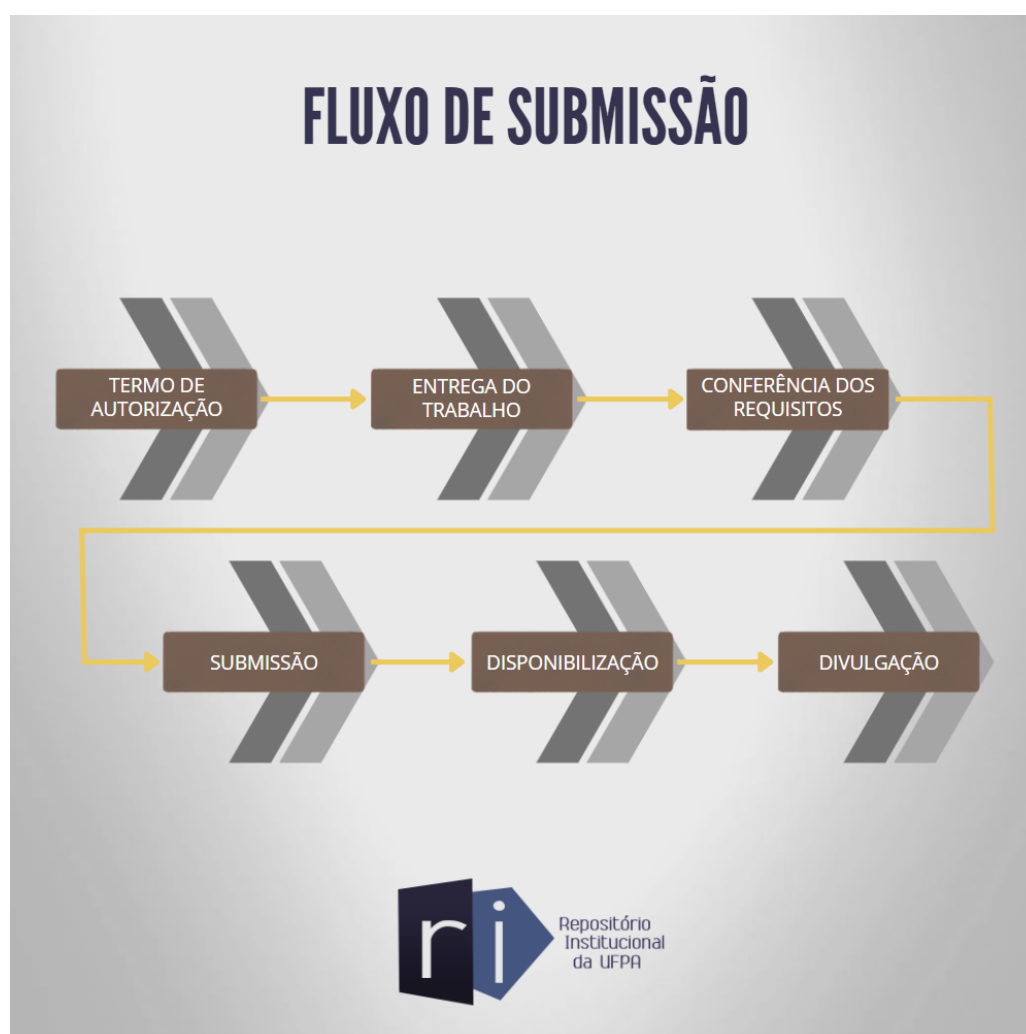 FLUXO DE SUBMISSÃO
TERMO DE
AUTORIZAÇÃO
ENTREGA DO
TRABALHO
CONFERÊNCIA DOS
REQUISITOS
SUBMISSÃO
DISPONIBILIZAÇÃO
DIVULGAÇÃO
ri
Repositório
Institucional
da UFPA